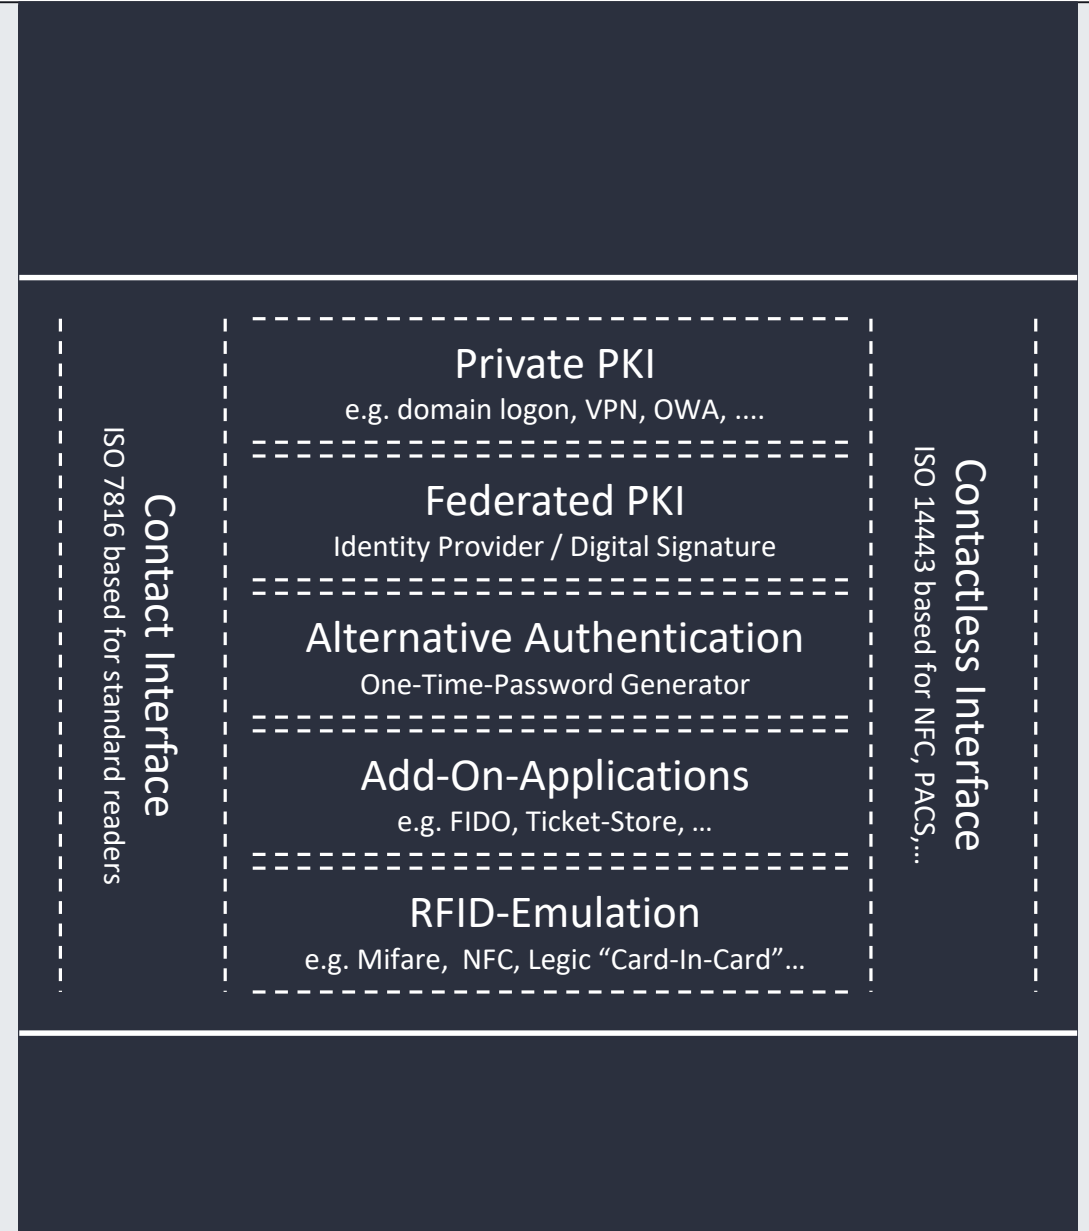 Contact Interface
ISO 7816 based for standard readers
Private PKI
e.g. domain logon, VPN, OWA, ....
Federated PKI
Identity Provider / Digital Signature
Alternative Authentication
One-Time-Password Generator
Add-On-Applications
e.g. FIDO, Ticket-Store, …
RFID-Emulation
e.g. Mifare,  NFC, Legic “Card-In-Card”…
Contactless Interface
ISO 14443 based for NFC, PACS,…